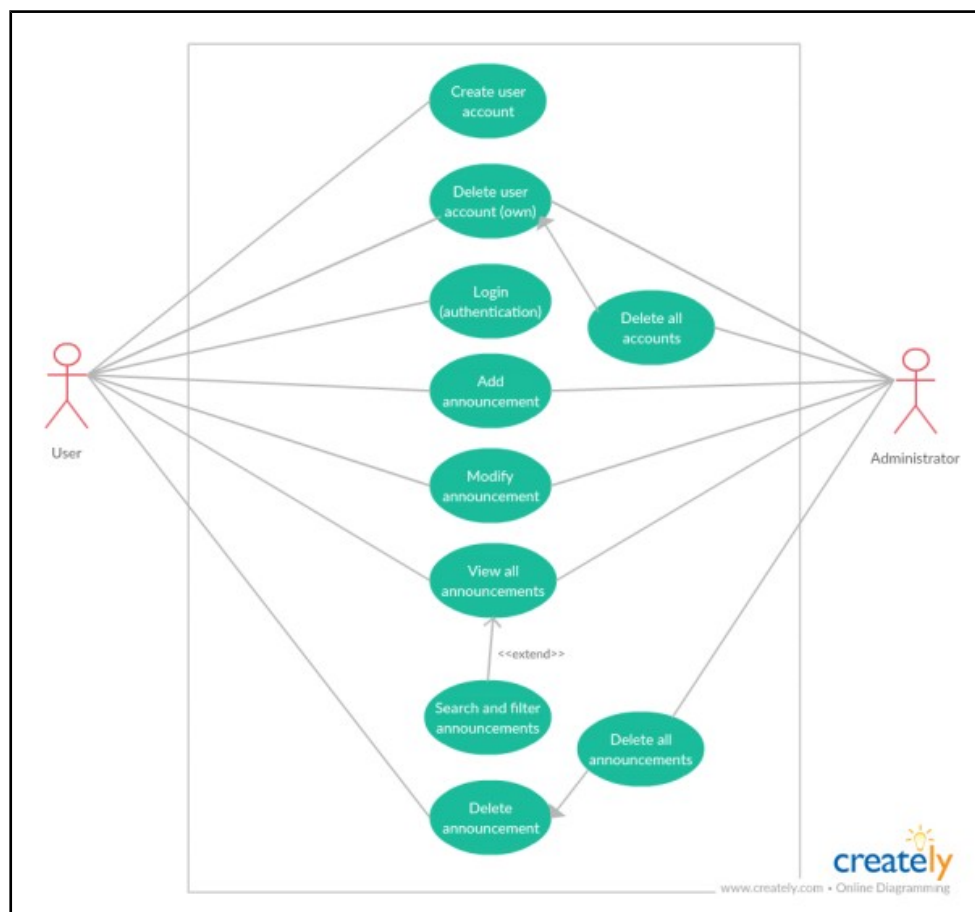 Create user
account
Delete user
account (own)
Login
(authentication)
Delete all
accounts
Add
announcement
User
Administrator
Modify
announcement
View all
announcements
<<extend>>
Search and filter
announcements
Delete all
announcements
Delete
announcement
creately
www.creately.com • Online Diagramming